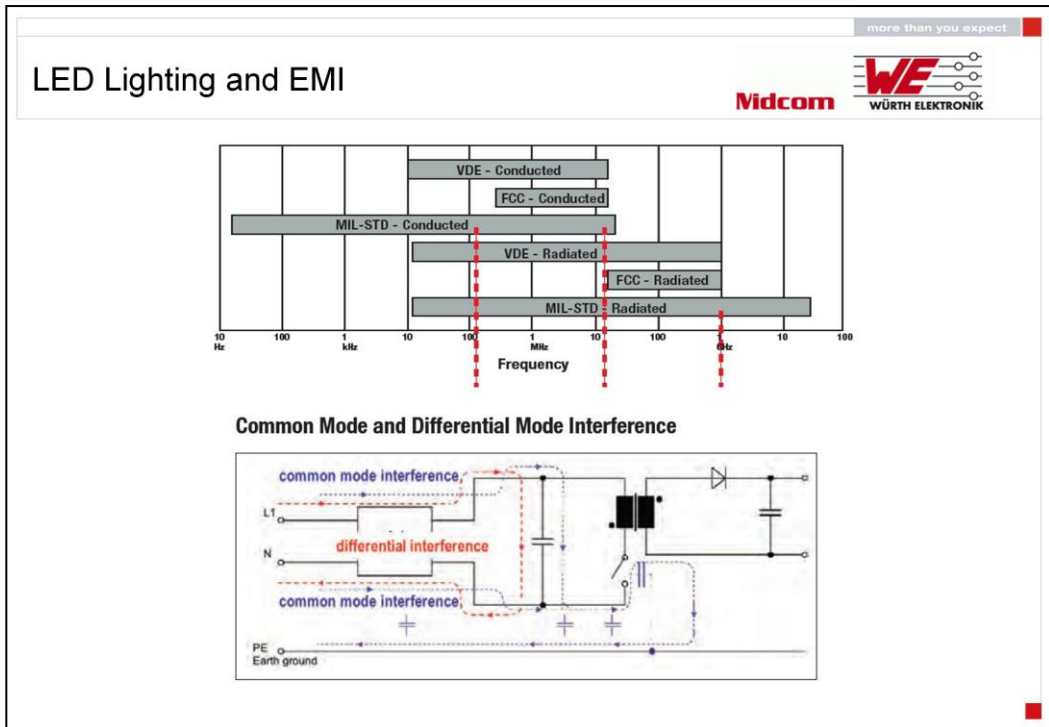 more than you expect
LED Lighting and EMI
Midcom
WE
WÜRTH ELEKTRONIK
VDE - Conducted
FCC - Conducted
MIL-STD - Conducted
VDE - Radiated
FCC - Radiated
MIL-STD - Radiated
10 100 1 10 100 1 10 100 1 10 100
Hz kHz MHz GHz
Frequency
Common Mode and Differential Mode Interference
common mode interference
L1
differential interference
N
common mode interference
PE
Earth ground